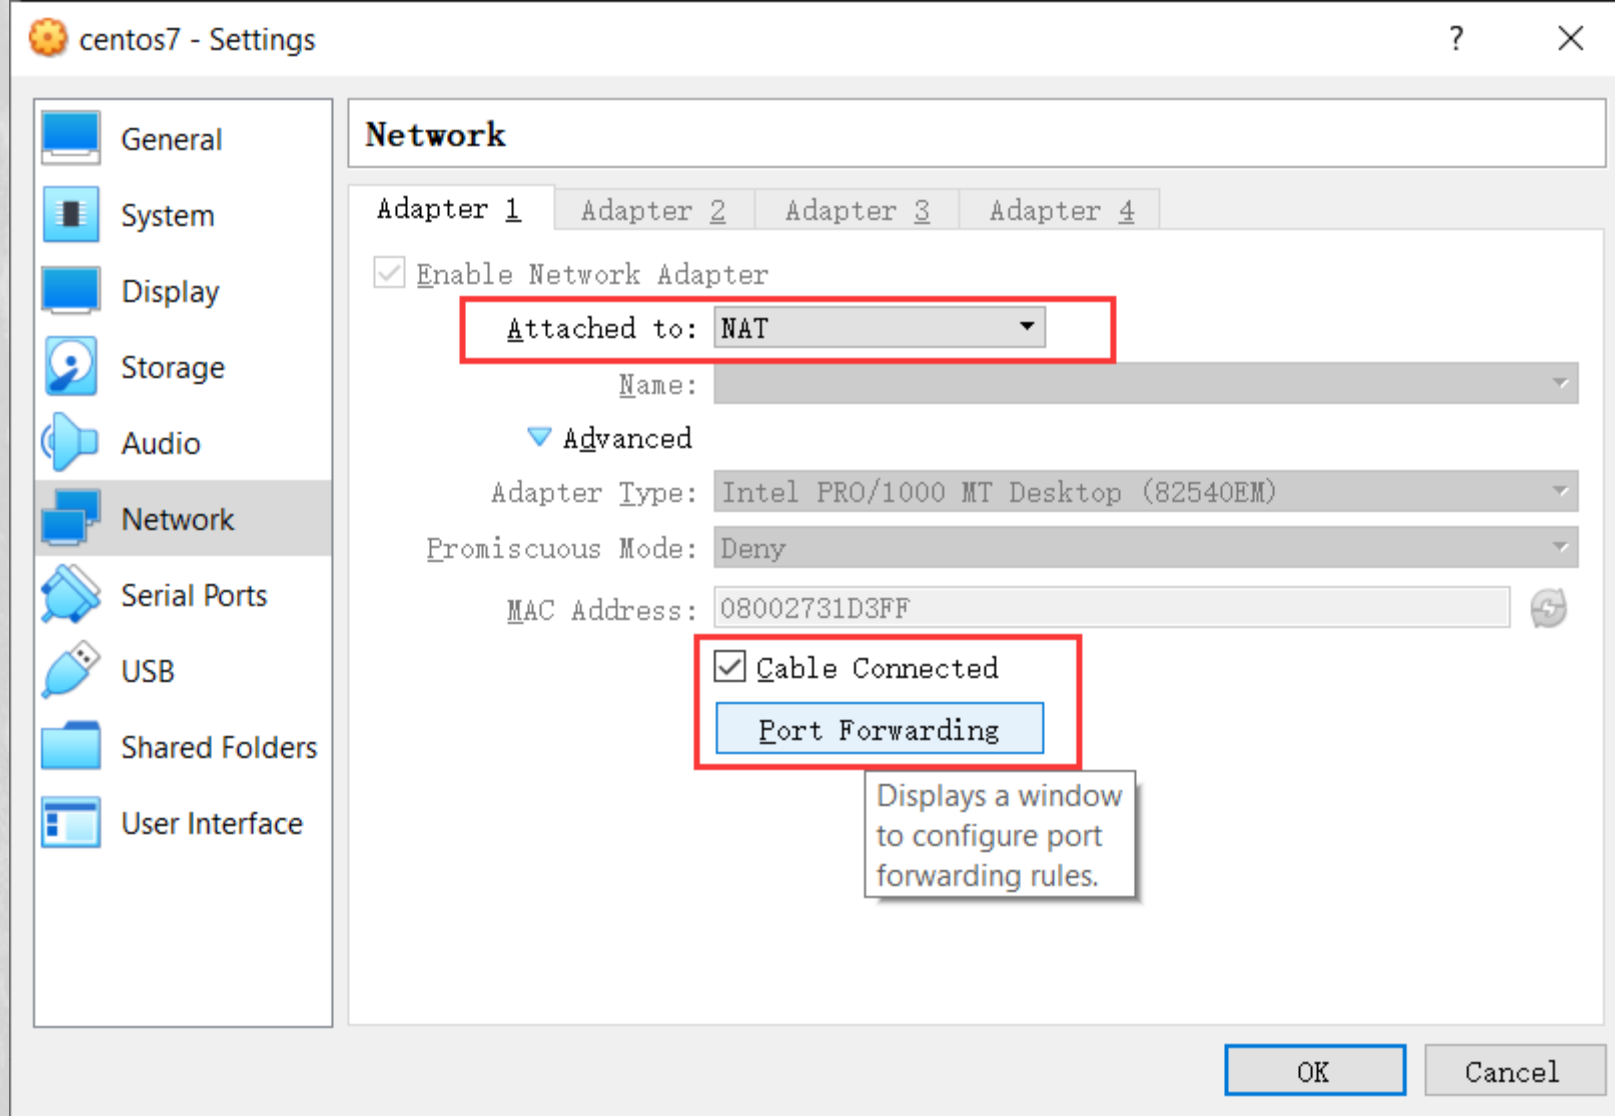 centos7 - Settings
?
General
System
Display
Storage
Audio
Network
Serial Ports
USB
Shared Folders
User Interface
Network
Adapter 1
Adapter 2
Adapter 3
Adapter 4
Enable Network Adapter
Attached to: NAT
Name:
Advanced
Adapter Type: Intel PRO/1000 MT Desktop (82540EM)
Promiscuous Mode: Deny
MAC Address: 08002731D3FF
Cable Connected
Port Forwarding
Displays a window
to configure port
forwarding rules.
OK
Cancel